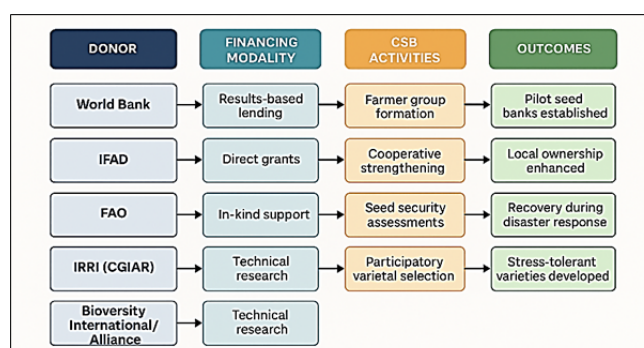 DONOR
FINANCING
MODALITY
CSB
ACTIVITIES
OUTCOMES
World Bank
Results-based
lending
Farmer group
formation
Pilot seed
banks established
IFAD
Direct grants
Cooperative
strengthening
Local ownership
enhanced
FAO
In-kind support
Seed security
assessments
Recovery during
disaster response
IRRI (CGIAR)
Technical
research
Participatory
varietal selection
Stress-tolerant
varieties developed
Bioversity
International/
Alliance
Technical
research